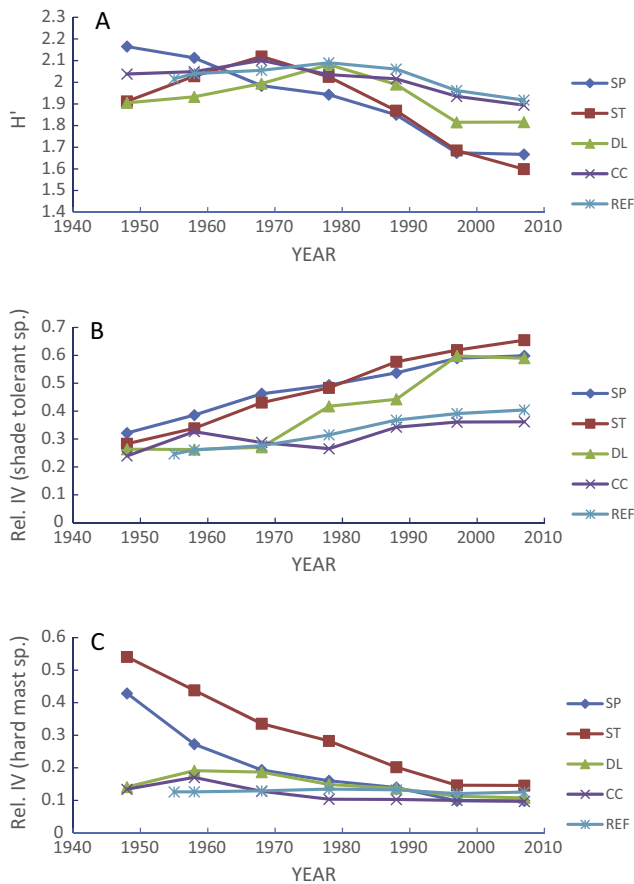 A
2.3
2.2
2.1
2
1.9
1.8
1.7
1.6
1.5
1.4
H'
1940 1950 1960 1970 1980 1990 2000 2010
YEAR
SP
ST
DL
CC
REF
B
0.7
0.6
0.5
0.4
0.3
0.2
0.1
0
Rel. IV (shade tolerant sp.)
1940 1950 1960 1970 1980 1990 2000 2010
YEAR
SP
ST
DL
CC
REF
C
0.6
0.5
0.4
0.3
0.2
0.1
0
Rel. IV (hard mast sp.)
1940 1950 1960 1970 1980 1990 2000 2010
YEAR
SP
ST
DL
CC
REF